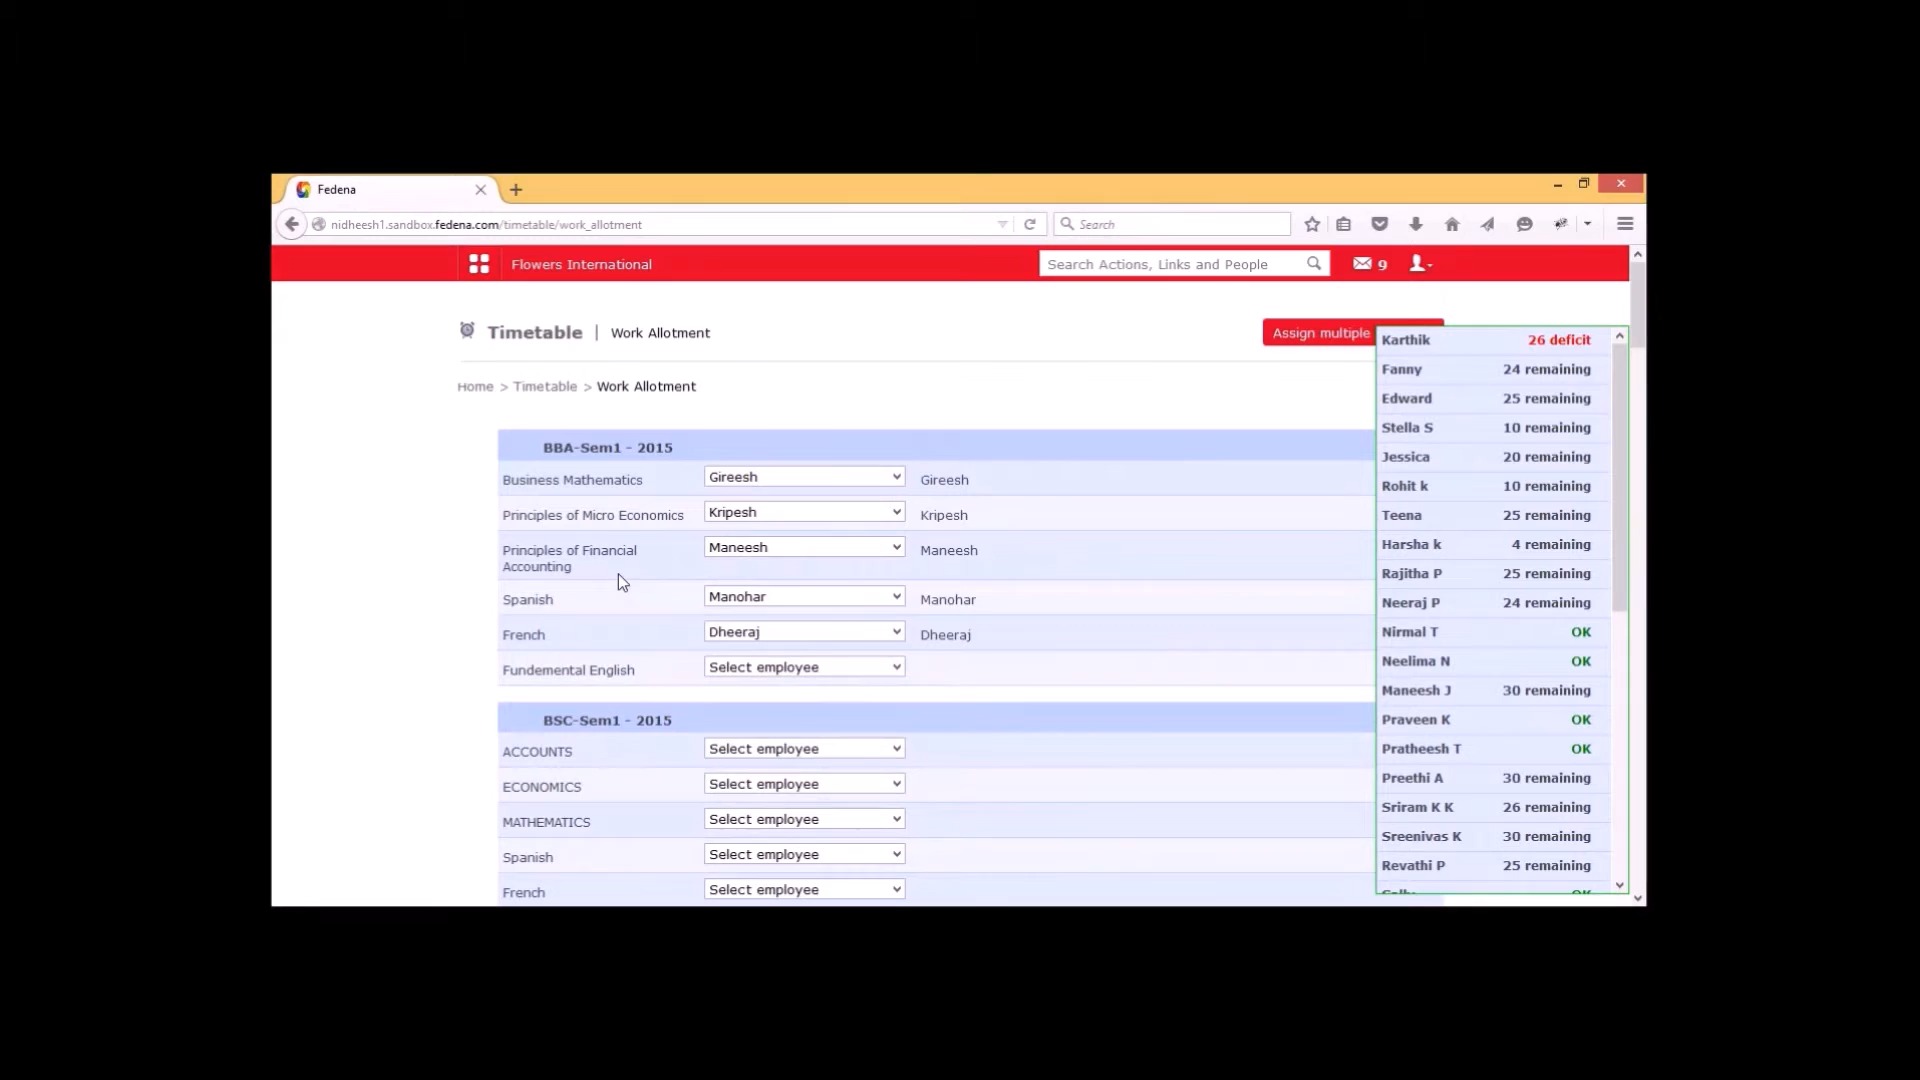 Fedena
nidheesh1.sandbox.fedena.com/timetable/work_allotment
Search
Flowers International
Search Actions, Links and People
9
Timetable | Work Allotment
Assign multiple
Home > Timetable > Work Allotment
BBA-Sem1 - 2015
Business Mathematics Gireesh Gireesh
Principles of Micro Economics Kripesh Kripesh
Principles of Financial Maneesh Maneesh
Accounting
Spanish Manohar Manohar
French Dheeraj Dheeraj
Fundemental English Select employee
BSC-Sem1 - 2015
ACCOUNTS Select employee
ECONOMICS Select employee
MATHEMATICS Select employee
Spanish Select employee
French Select employee
Karthik 26 deficit
Fanny 24 remaining
Edward 25 remaining
Stella S 10 remaining
Jessica 20 remaining
Rohit k 10 remaining
Teena 25 remaining
Harsha k 4 remaining
Rajitha P 25 remaining
Neeraj P 24 remaining
Nirmal T OK
Neelima N OK
Maneesh J 30 remaining
Praveen K OK
Pratheesh T OK
Preethi A 30 remaining
Sriram K K 26 remaining
Sreenivas K 30 remaining
Revathi P 25 remaining
OK